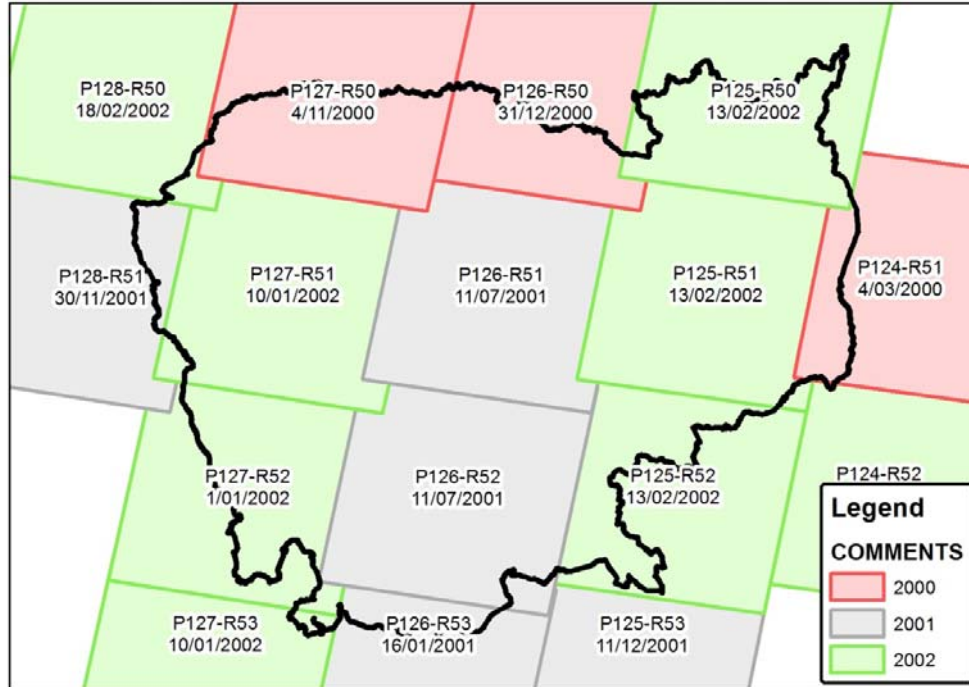 P128-R50
18/02/2002
P127-R50
4/11/2000
P126-R50
31/12/2000
P125-R50
13/02/2002
P128-R51
30/11/2001
P127-R51
10/01/2002
P126-R51
11/07/2001
P125-R51
13/02/2002
P124-R51
4/03/2000
P127-R52
1/01/2002
P126-R52
11/07/2001
P125-R52
13/02/2002
P124-R52
P127-R53
10/01/2002
P126-R53
16/01/2001
P125-R53
11/12/2001
Legend
COMMENTS
2000
2001
2002